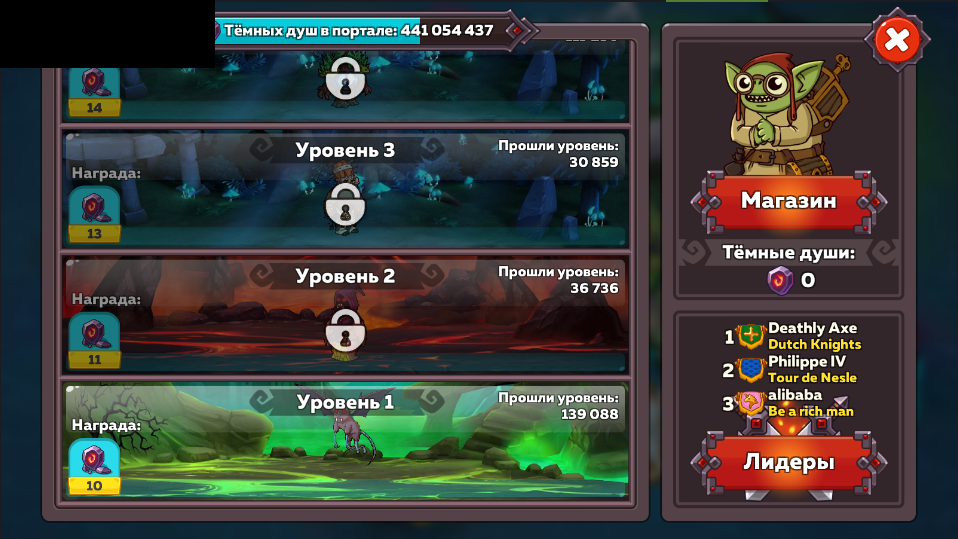 Тёмных душ в портале: 441 054 437
14
Уровень 3
Прошли уровень:
30 859
Награда:
13
Уровень 2
Прошли уровень:
36 736
Награда:
11
Уровень 1
Прошли уровень:
139 088
Награда:
10
Магазин
Тёмные души:
0
1 Deathly Axe
Dutch Knights
2 Philippe IV
Tour de Nesle
3 alibaba
Be a rich man
Лидеры